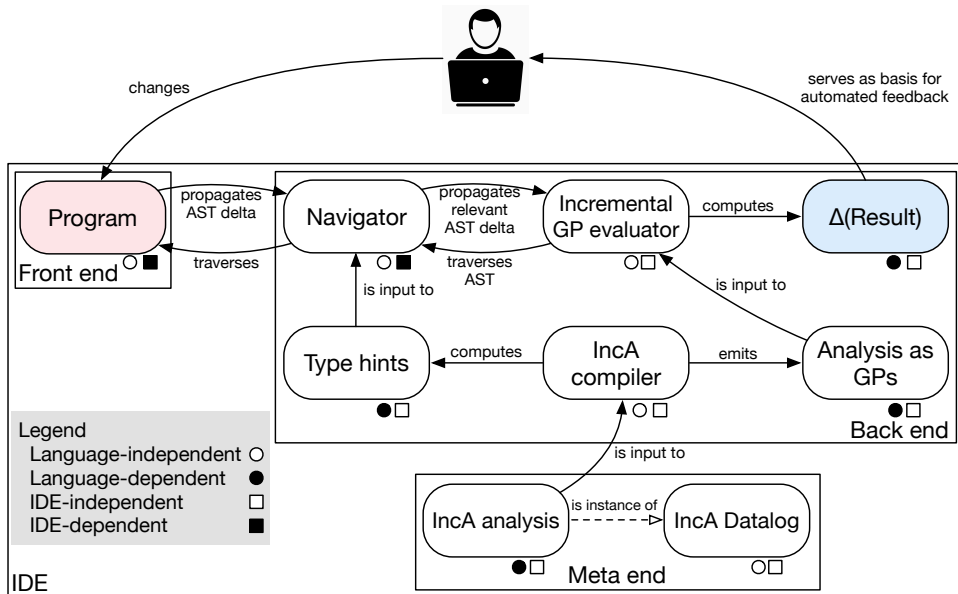 changes
serves as basis for
automated feedback
Program
propagates
AST delta
Navigator
propagates
relevant
AST delta
Incremental
GP evaluator
computes
Δ(Result)
traverses
traverses
AST
Front end
is input to
is input to
Type hints
computes
IncA
compiler
emits
Analysis as
GPs
Back end
Legend
Language-independent
Language-dependent
IDE-independent
IDE-dependent
is input to
IncA analysis
is instance of
IncA Datalog
Meta end
IDE